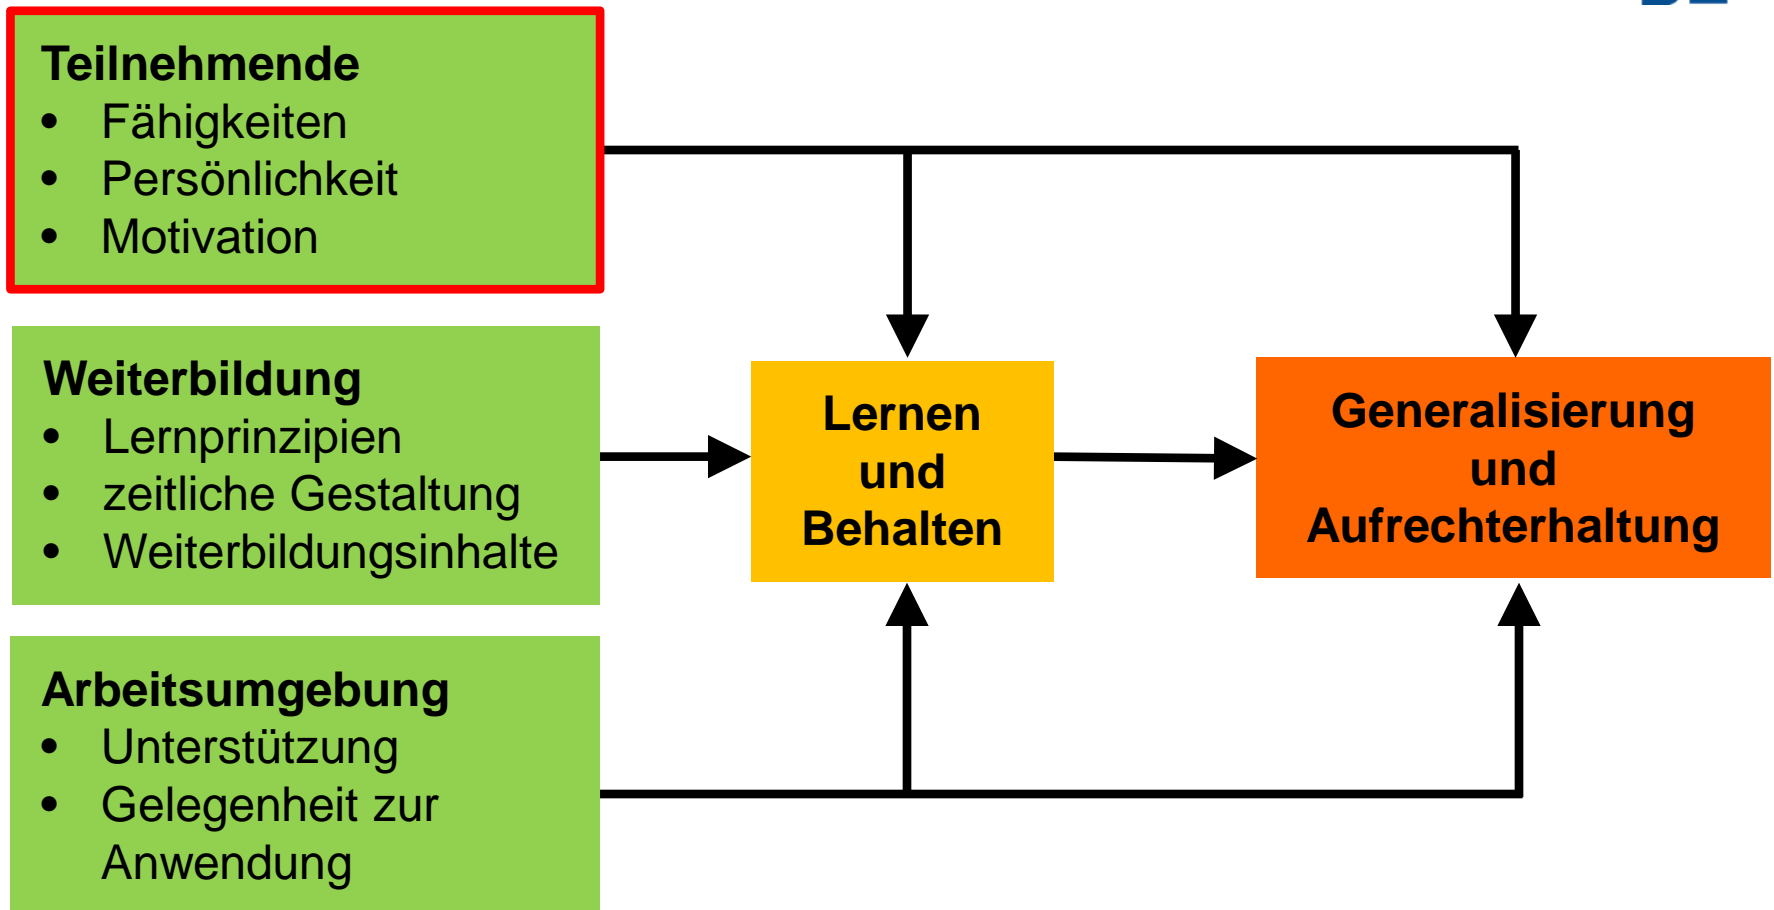 Teilnehmende
• Fähigkeiten
• Persönlichkeit
• Motivation
Weiterbildung
• Lernprinzipien
• zeitliche Gestaltung
• Weiterbildungsinhalte
Arbeitsumgebung
• Unterstützung
• Gelegenheit zur
Anwendung
Lernen
und
Behalten
Generalisierung
und
Aufrechterhaltung